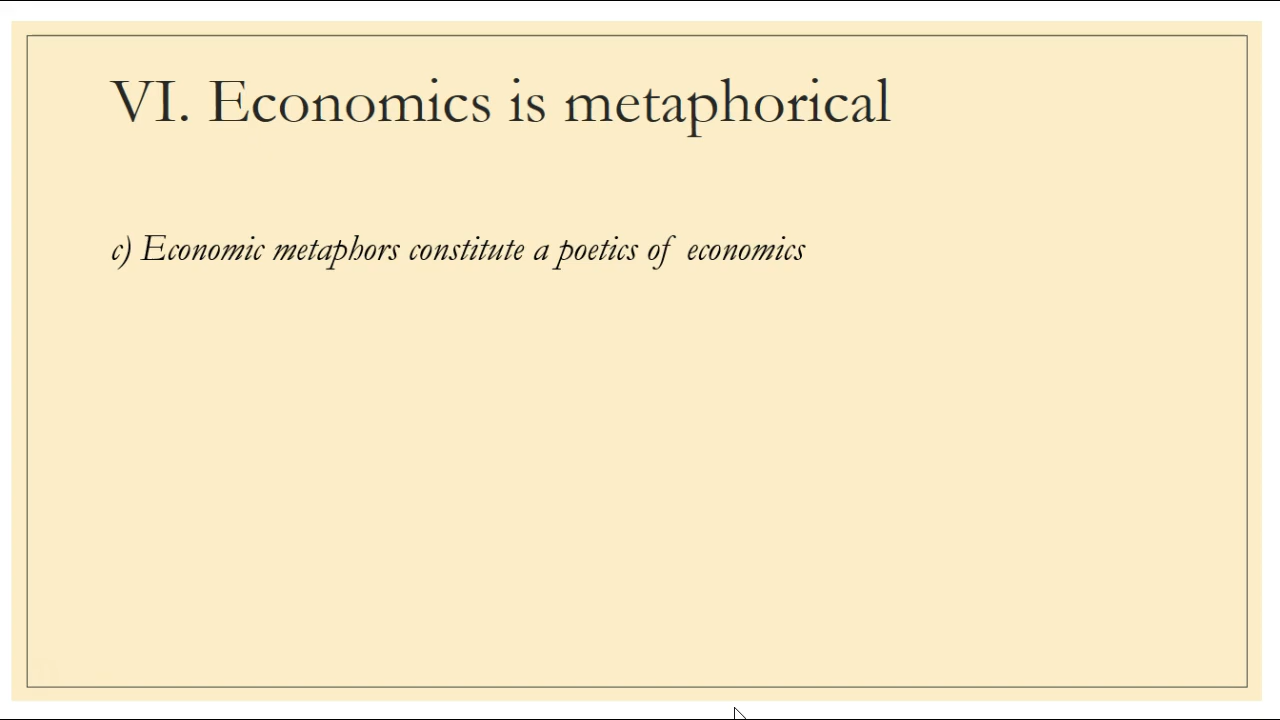 VI. Economics is metaphorical
c) Economic metaphors constitute a poetics of economics